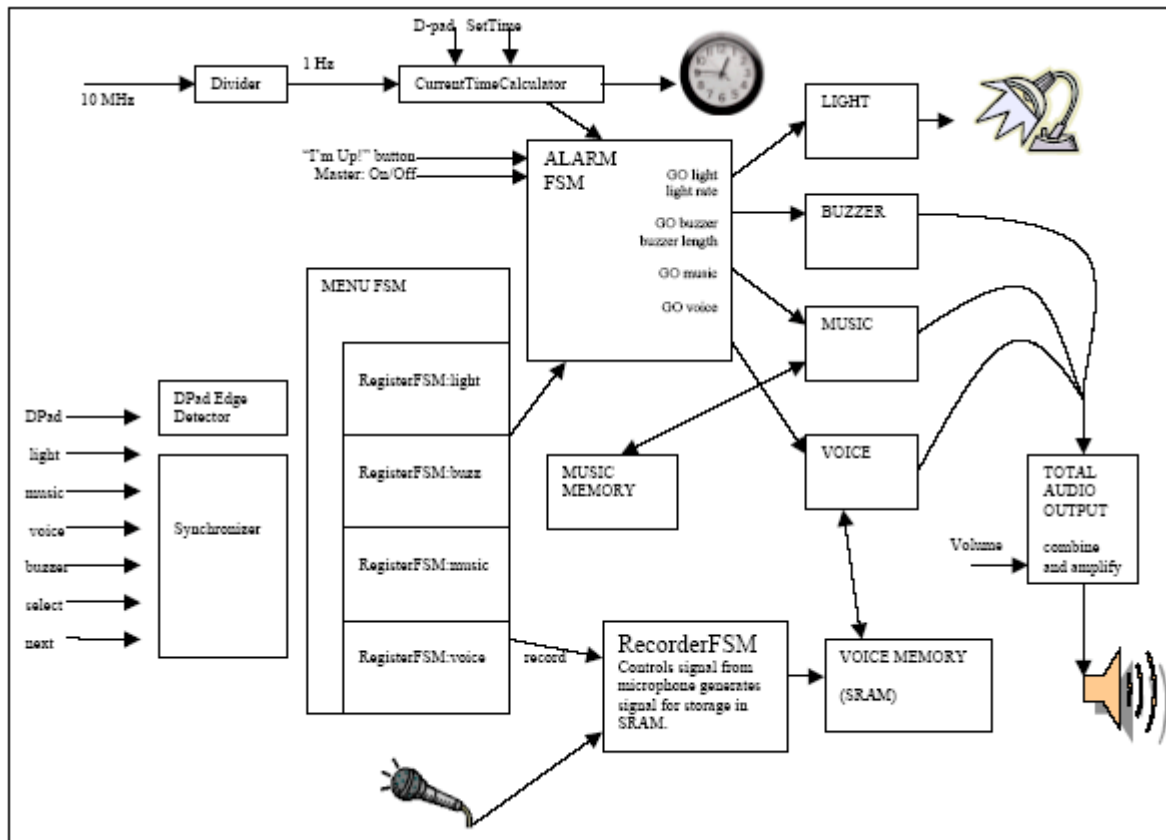 D-pad SetTime
1 Hz
10 MHz
Divider
CurrentTimeCalculator
LIGHT
"I'm Up!" button
Master: On/Off
ALARM
FSM
GO light
light rate
GO buzzer
buzzer length
GO music
GO voice
BUZZER
MENU FSM
MUSIC
RegisterFSM:light
DPad Edge
Detector
DPad
light
music
voice
buzzer
select
next
Synchronizer
RegisterFSM:buzz
MUSIC
MEMORY
VOICE
TOTAL
AUDIO
OUTPUT
combine
and amplify
Volume
RegisterFSM:music
RegisterFSM:voice
record
RecorderFSM
Controls signal from
microphone generates
signal for storage in
SRAM.
VOICE MEMORY
(SRAM)